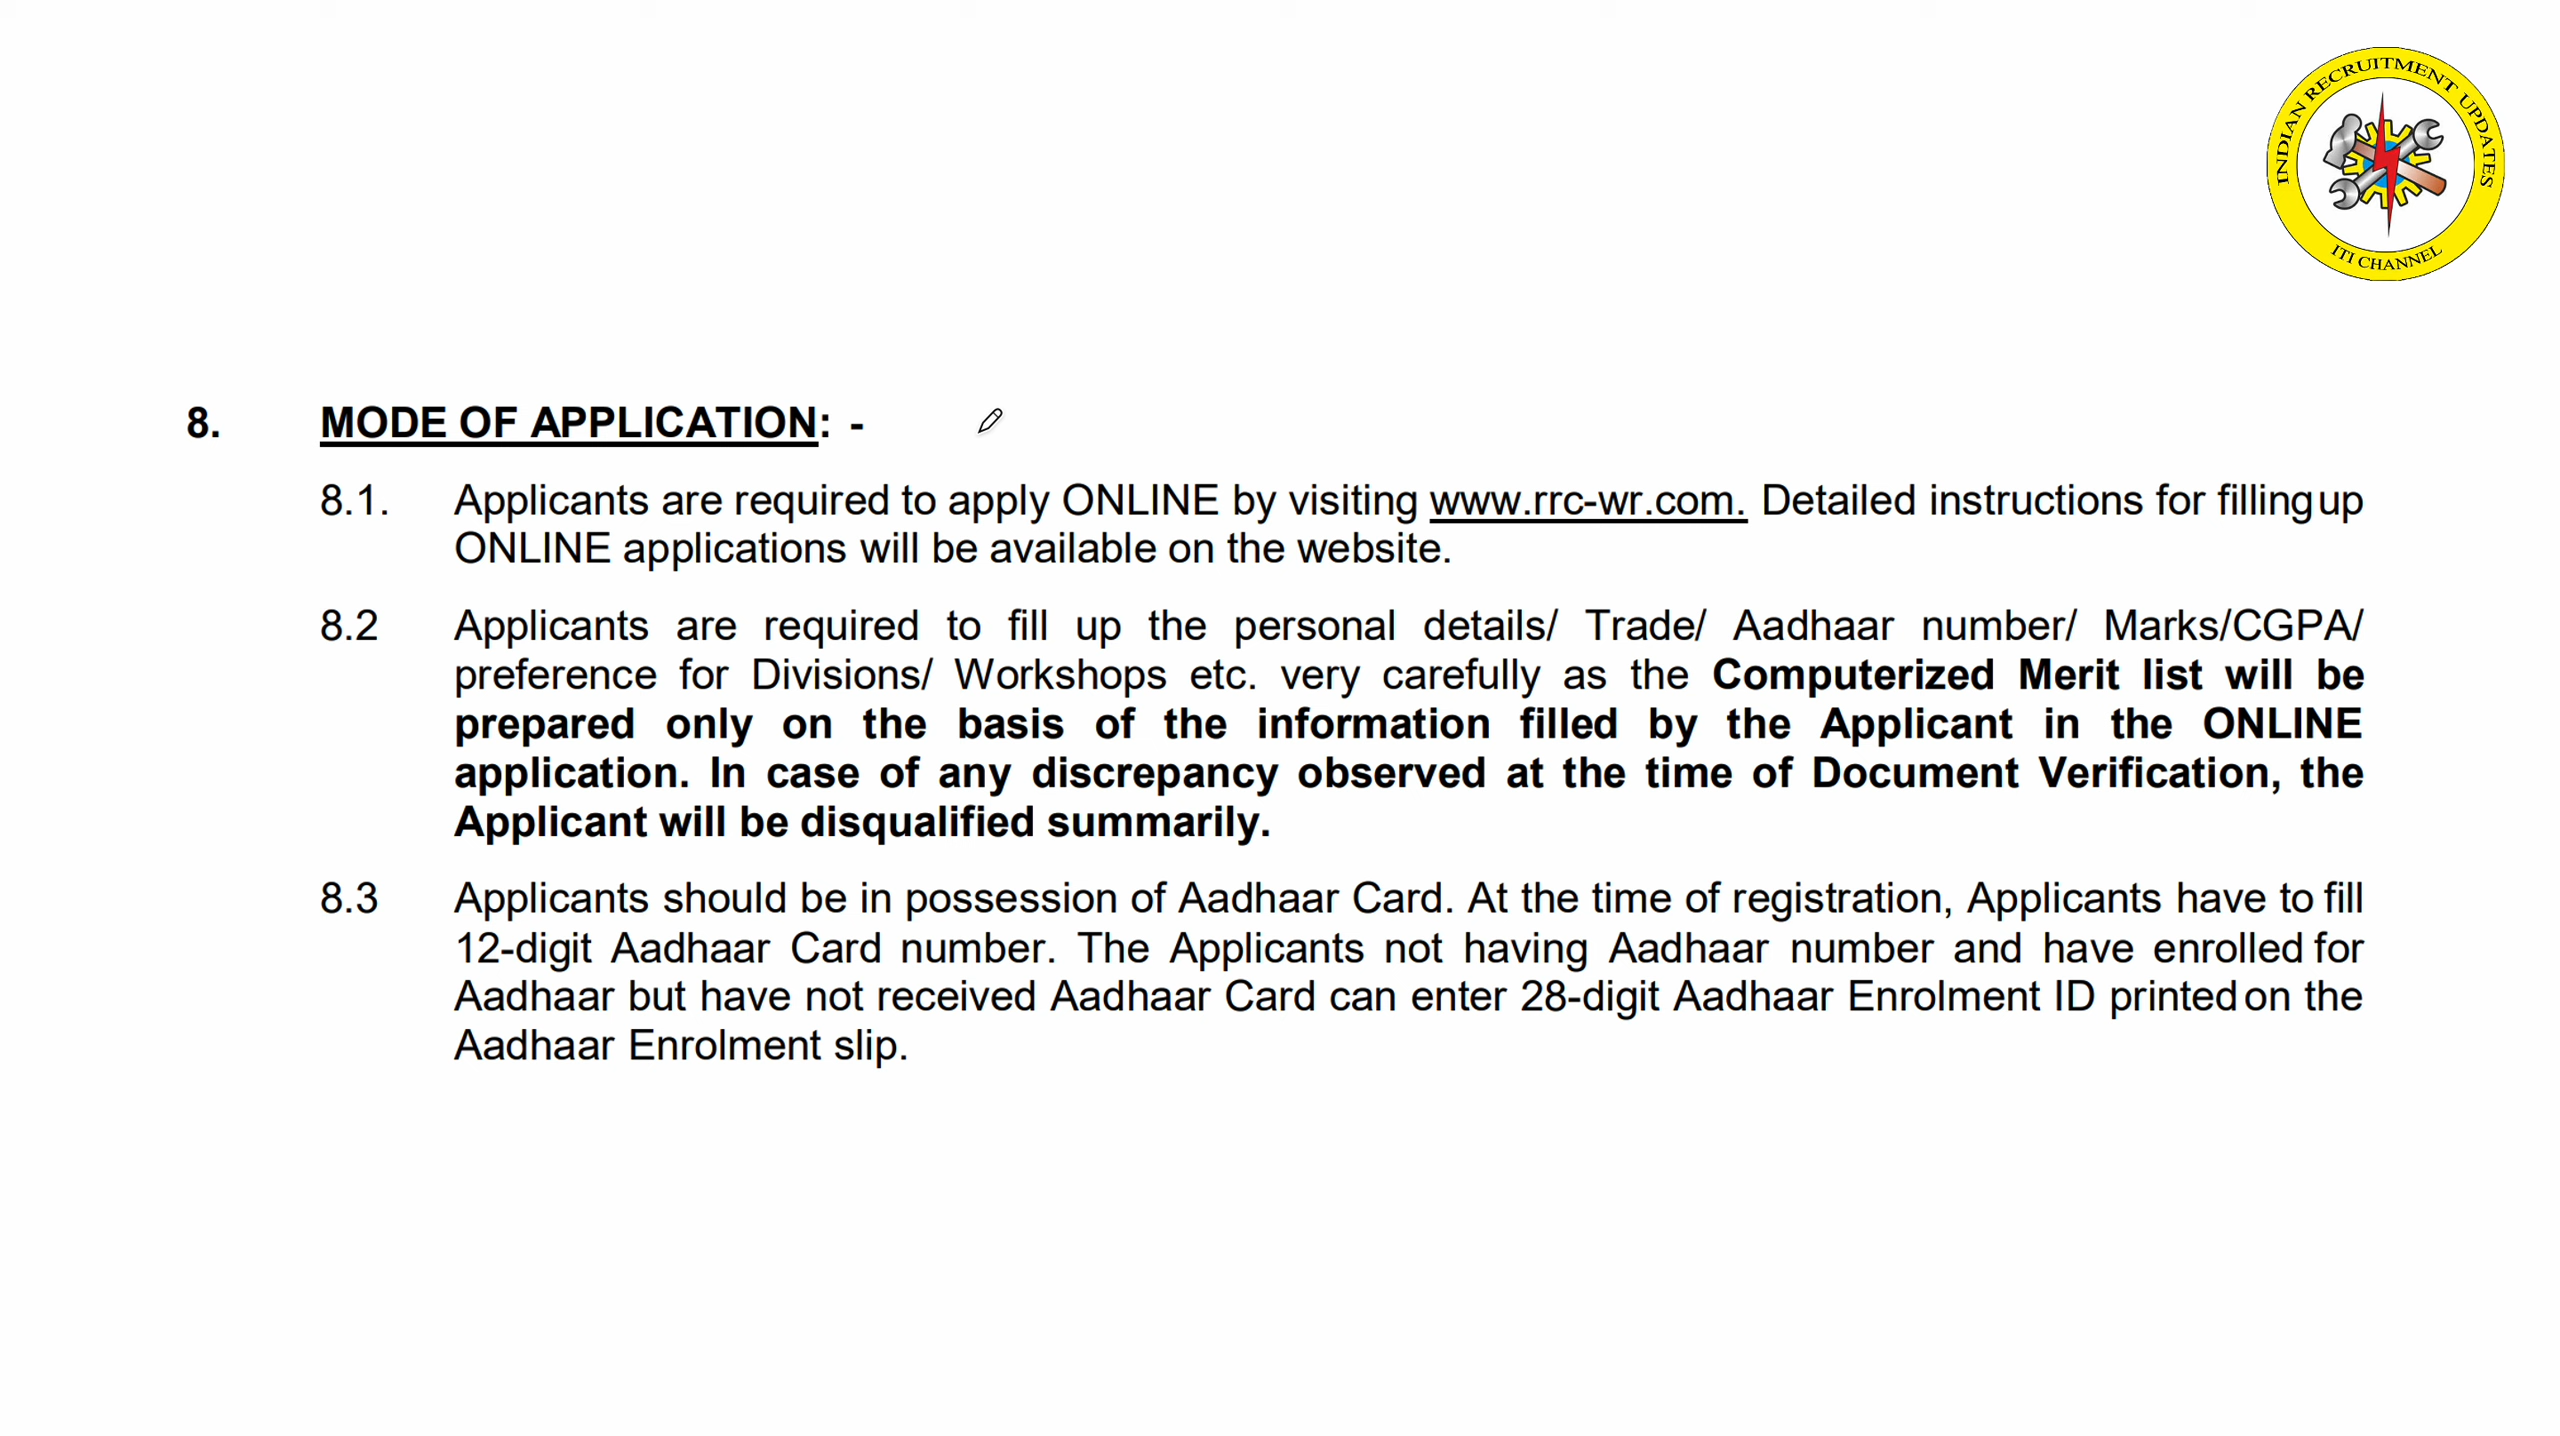 INDIAN RECRUITMENT UPDATES
ITI CHANNEL
8. MODE OF APPLICATION: -
8.1. Applicants are required to apply ONLINE by visiting www.rrc-wr.com. Detailed instructions for filling up
ONLINE applications will be available on the website.
8.2 Applicants are required to fill up the personal details/ Trade/ Aadhaar number/ Marks/CGPA/
preference for Divisions/ Workshops etc. very carefully as the Computerized Merit list will be
prepared only on the basis of the information filled by the Applicant in the ONLINE
application. In case of any discrepancy observed at the time of Document Verification, the
Applicant will be disqualified summarily.
8.3 Applicants should be in possession of Aadhaar Card. At the time of registration, Applicants have to fill
12-digit Aadhaar Card number. The Applicants not having Aadhaar number and have enrolled for
Aadhaar but have not received Aadhaar Card can enter 28-digit Aadhaar Enrolment ID printed on the
Aadhaar Enrolment slip.